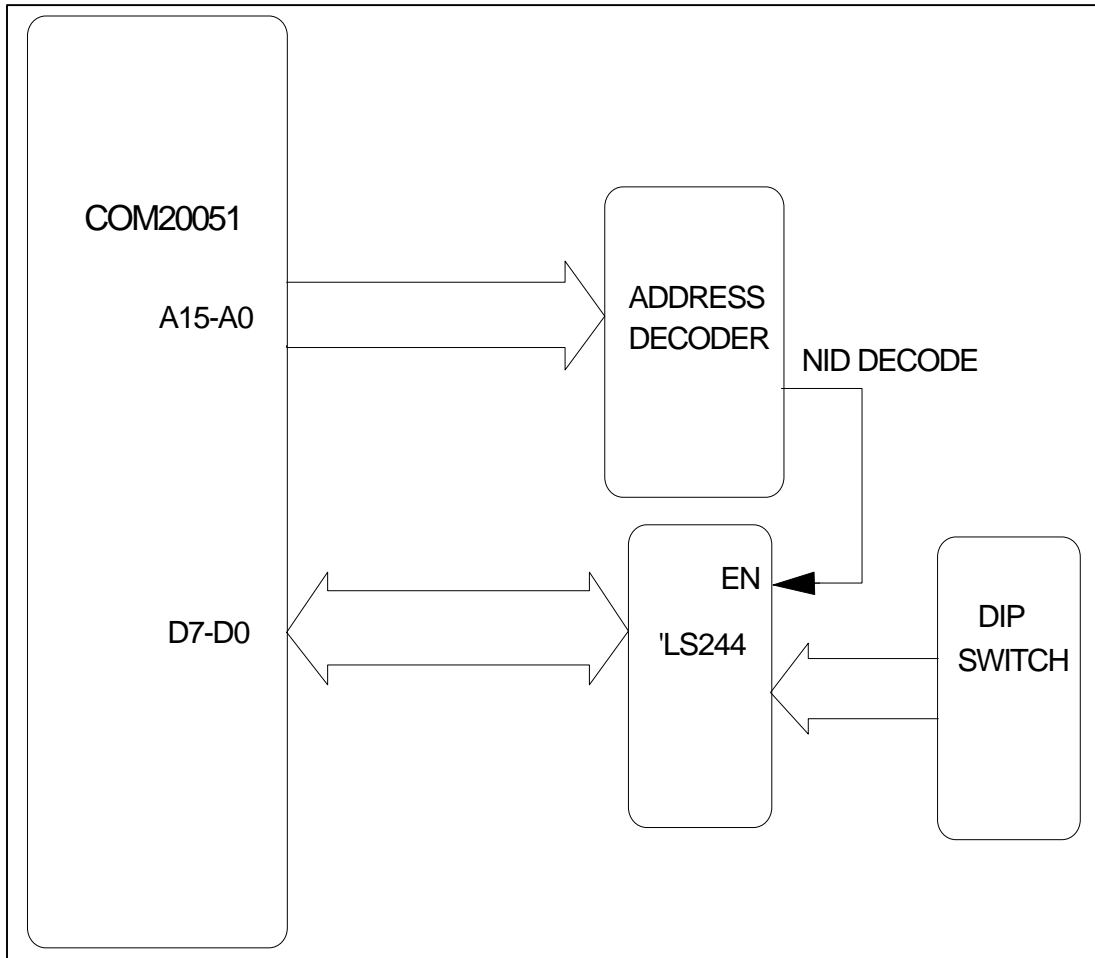 COM20051
A15-A0
ADDRESS
DECODER
NID DECODE
D7-D0
EN
'LS244
DIP
SWITCH